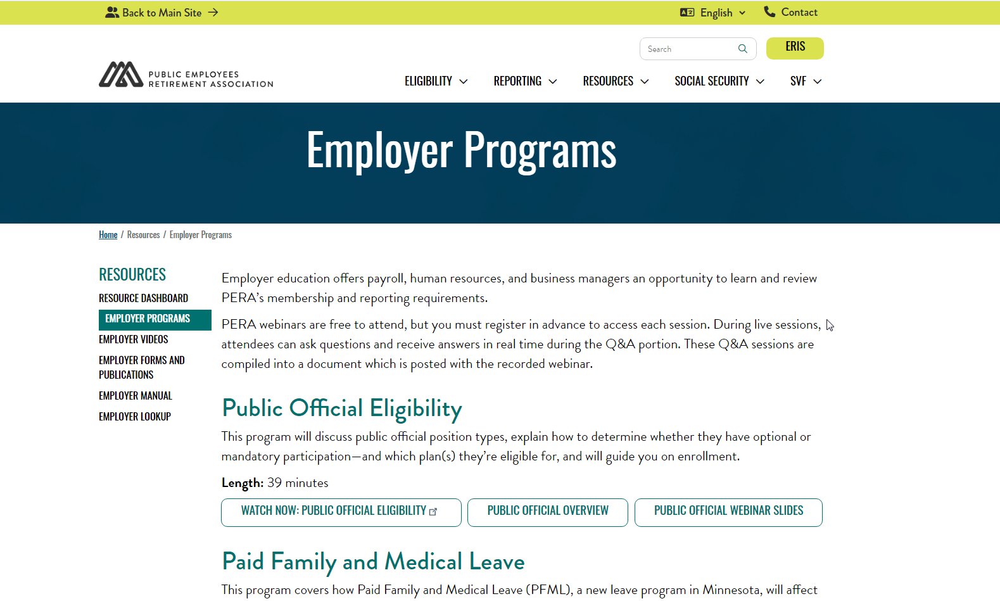 Back to Main Site
English
Contact
Search
ERIS
PUBLIC EMPLOYEES
RETIREMENT ASSOCIATION
ELIGIBILITY
REPORTING
RESOURCES
SOCIAL SECURITY
SVF
Employer Programs
Home / Resources / Employer Programs
RESOURCES
RESOURCE DASHBOARD
EMPLOYER PROGRAMS
EMPLOYER VIDEOS
EMPLOYER FORMS AND
PUBLICATIONS
EMPLOYER MANUAL
EMPLOYER LOOKUP
Employer education offers payroll, human resources, and business managers an opportunity to learn and review
PERA’s membership and reporting requirements.
PERA webinars are free to attend, but you must register in advance to access each session. During live sessions,
attendees can ask questions and receive answers in real time during the Q&A portion. These Q&A sessions are
compiled into a document which is posted with the recorded webinar.
Public Official Eligibility
This program will discuss public official position types, explain how to determine whether they have optional or
mandatory participation—and which plan(s) they’re eligible for, and will guide you on enrollment.
Length: 39 minutes
WATCH NOW: PUBLIC OFFICIAL ELIGIBILITY
PUBLIC OFFICIAL OVERVIEW
PUBLIC OFFICIAL WEBINAR SLIDES
Paid Family and Medical Leave
This program covers how Paid Family and Medical Leave (PFML), a new leave program in Minnesota, will affect